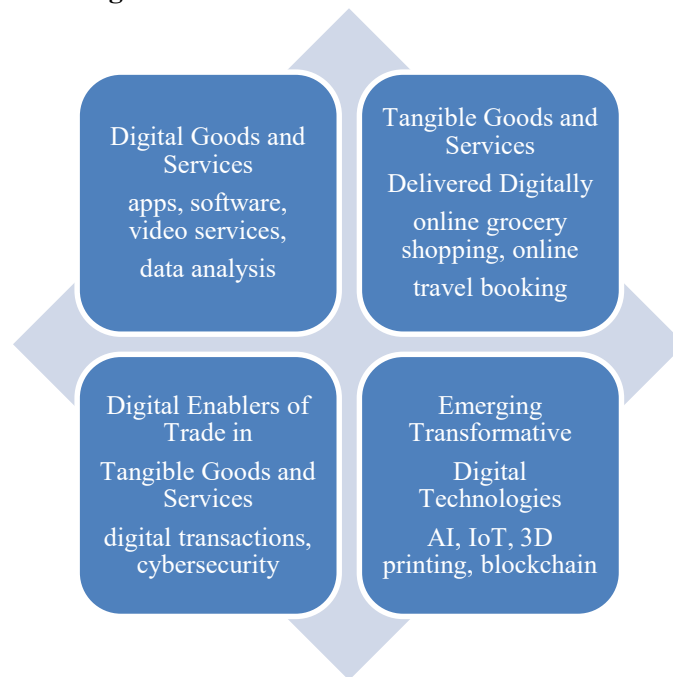 Digital Goods and
Services
apps, software,
video services,
data analysis
Tangible Goods and
Services
Delivered Digitally
online grocery
shopping, online
travel booking
Digital Enablers of
Trade in
Tangible Goods and
Services
digital transactions,
cybersecurity
Emerging
Transformative
Digital
Technologies
AI, IoT, 3D
printing, blockchain